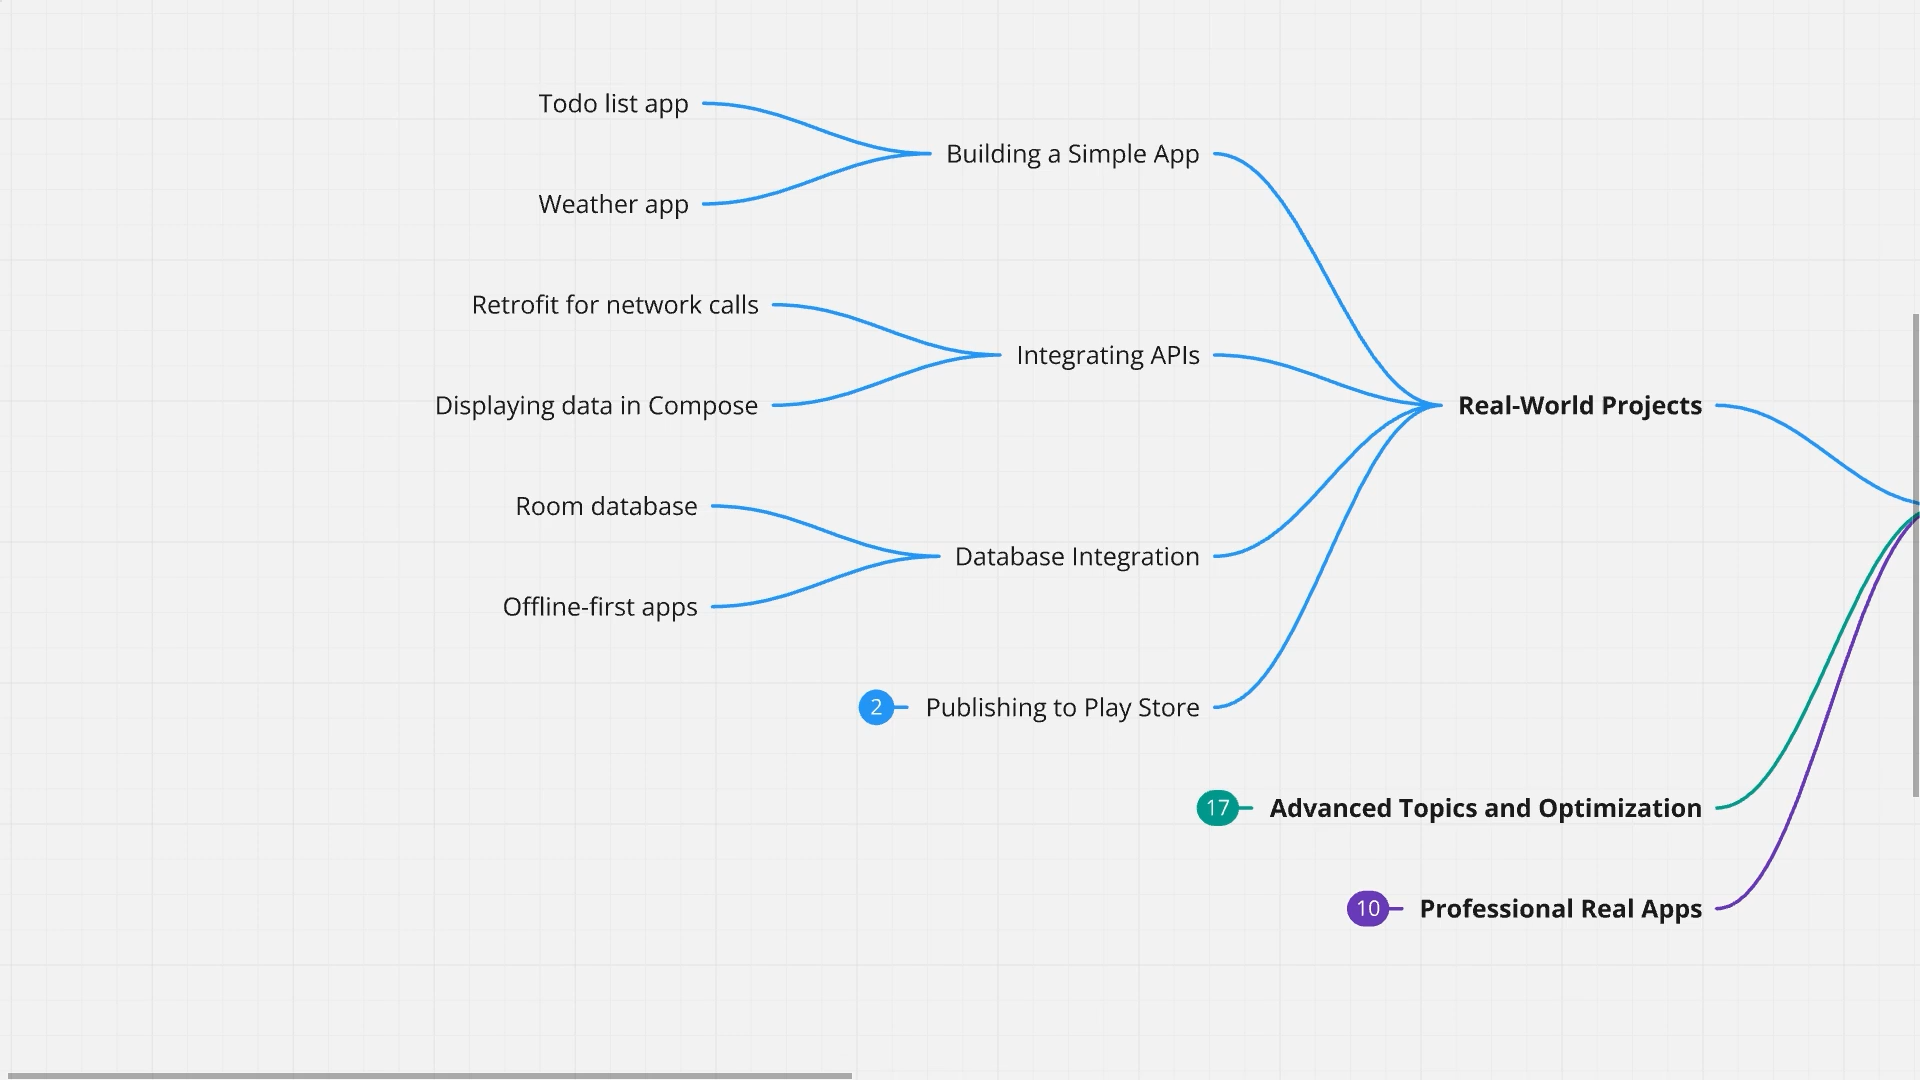 Todo list app
Building a Simple App
Weather app
Retrofit for network calls
Integrating APIs
Displaying data in Compose
Real-World Projects
Room database
Database Integration
Offline-first apps
2
Publishing to Play Store
17
Advanced Topics and Optimization
10
Professional Real Apps